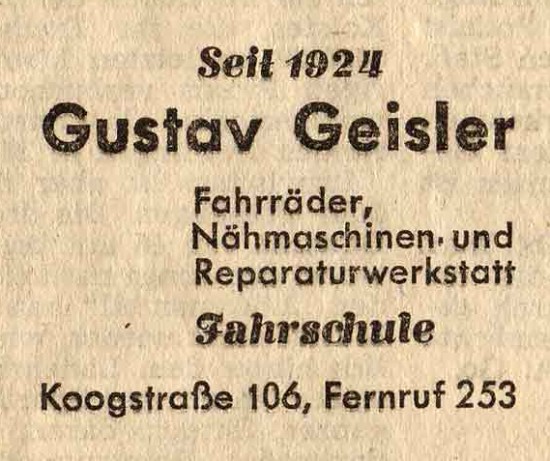 Seit 1924
Gustav Geisler
Fahrräder,
Nähmaschinen- und
Reparaturwerkstatt
Fahrschule
Koogstraße 106, Fernruf 253